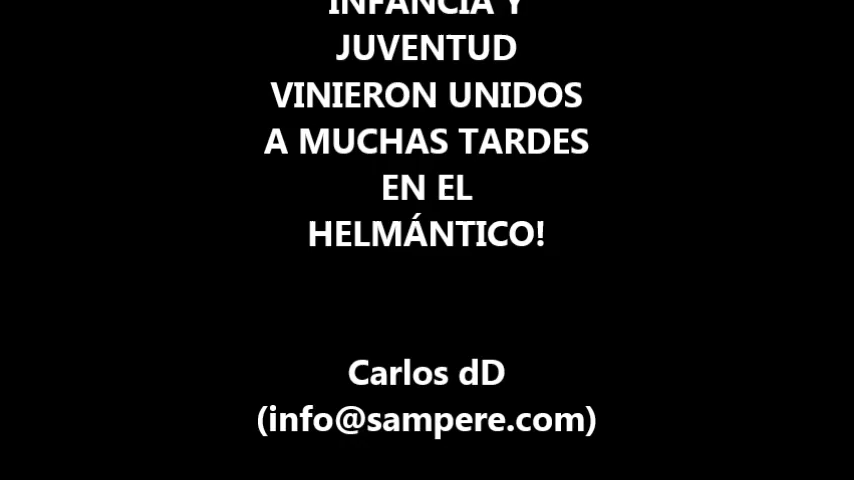 INFANCIA Y
JUVENTUD
VINIERON UNIDOS
A MUCHAS TARDES
EN EL
HELMÁNTICO!
Carlos dD
(info@sampere.com)